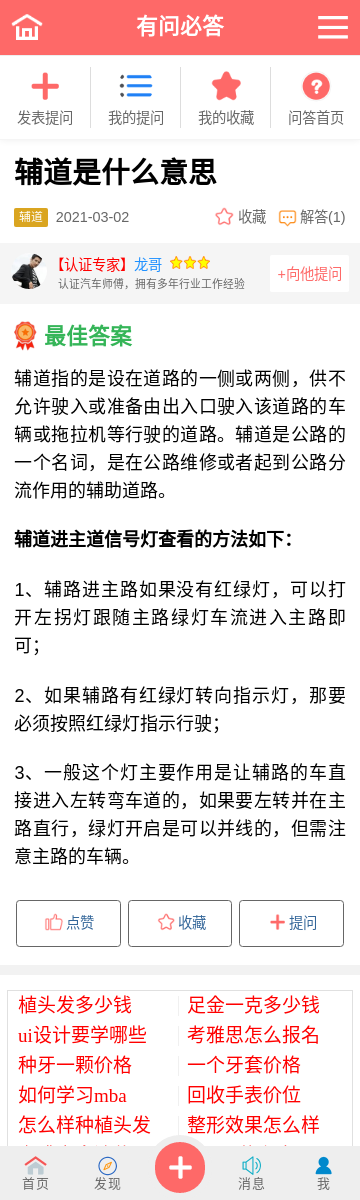 有问必答
发表提问 我的提问 我的收藏 问答首页
辅道是什么意思
辅道 2021-03-02 收藏 解答(1)
【认证专家】龙哥
认证汽车师傅，拥有多年行业工作经验
+向他提问
最佳答案
辅道指的是设在道路的一侧或两侧，供不
允许驶入或准备由出入口驶入该道路的车
辆或拖拉机等行驶的道路。辅道是公路的
一个名词，是在公路维修或者起到公路分
流作用的辅助道路。
辅道进主道信号灯查看的方法如下：
1、辅路进主路如果没有红绿灯，可以打
开左拐灯跟随主路绿灯车流进入主路即
可；
2、如果辅路有红绿灯转向指示灯，那要
必须按照红绿灯指示行驶；
3、一般这个灯主要作用是让辅路的车直
接进入左转弯车道的，如果要左转并在主
路直行，绿灯开启是可以并线的，但需注
意主路的车辆。
点赞 收藏 提问
植头发多少钱 足金一克多少钱
ui设计要学哪些 考雅思怎么报名
种牙一颗价格 一个牙套价格
如何学习mba 回收手表价位
怎么样种植头发 整形效果怎么样
首页 发现 消息 我